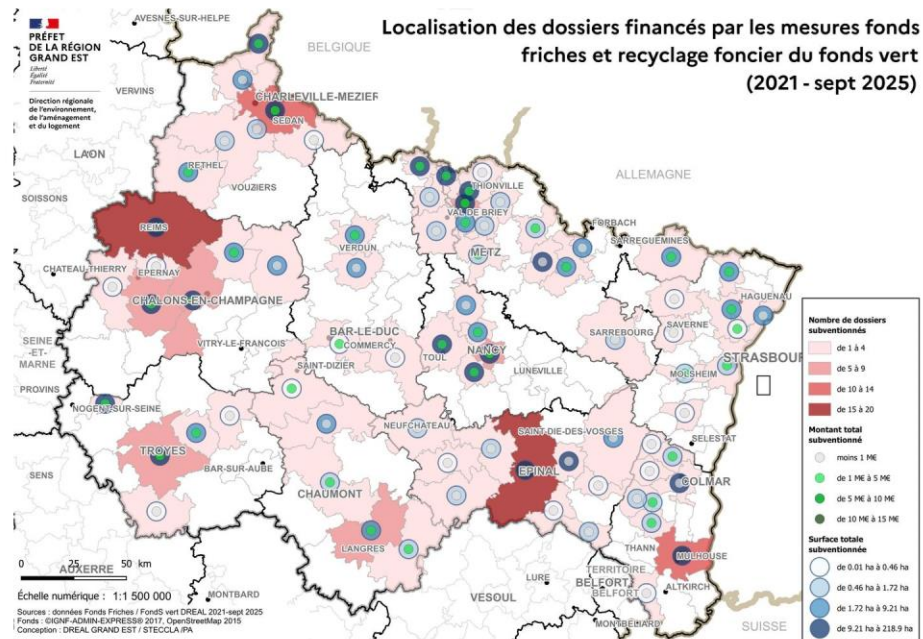 PRÉFET
DE LA RÉGION
GRAND EST
Liberté
Égalité
Fraternité
Direction régionale
de l'environnement,
de l'aménagement
et du logement
Localisation des dossiers financés par les mesures fonds
friches et recyclage foncier du fonds vert
(2021 - sept 2025)
AVESNES-SUR-HELPE
BELGIQUE
VERVINS
CHARLEVILLE-MEZIER
SEDAN
LAON
RETHEL
VOUZIERS
SOISSONS
THIONVILLE
VAL DE BRIEY
ALLEMAGNE
FORBACH
SARREGUEMINES
REIMS
VERDUN
METZ
CHATEAU-THIERRY
EPERNAY
CHALONS-EN-CHAMPAGNE
HAGUENAU
SAVERNE
SARREBOURG
BAR-LE-DUC
COMMERCY
TOUL
NANCY
STRASBOUR
SEINE
ET-
MARNE
VITRY-LE-FRANCOIS
SAINT-DIZIER
LUNEVILLE
MOLSHEIM
PROVINS
NOGENT-SUR-SEINE
NEUFCHATEAU
SAINT-DIE-DES-VOSGES
SELESTAT
TROYES
BAR-SUR-AUBE
SENS
EPINAL
COLMAR
CHAUMONT
LANGRES
THANN
MULHOUSE
AUXERRE
TERRITOIRE
BELFORT
BELFORT
ALTKIRCH
LURE
VESOUL
MONTBARD
MONTBÉLIARD
SUISSE
Nombre de dossiers
subventionnés
de 1 à 4
de 5 à 9
de 10 à 14
de 15 à 20
Montant total
subventionné
moins 1 M€
de 1 M€ à 5 M€
de 5 M€ à 10 M€
de 10 M€ à 15 M€
Surface totale
subventionnée
de 0.01 ha à 0.46 ha
de 0.46 ha à 1.72 ha
de 1.72 ha à 9.21 ha
de 9.21 ha à 218.9 ha
0 25 50 km
Échelle numérique : 1:1 500 000
Sources : données Fonds Friches / FondS vert DREAL 2021-sept 2025
Fonds : ©IGNF-ADMIN-EXPRESS® 2017, OpenStreetMap 2015
Conception : DREAL GRAND EST / STECCLA /PA